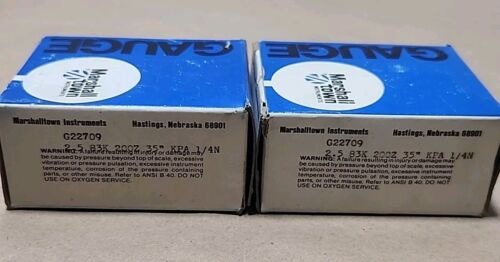 GAUGE
Marshall
Town
Marshalltown Instruments Hastings, Nebraska 68901
G22709
2.5 83K 200Z 35" KPA 1/4N
WARNING: A failure resulting in injury or damage may
be caused by pressure beyond top of scale, excessive
vibration or pressure pulsation, excessive instrument
temperature, corrosion of the pressure containing
parts, or other misuse. Refer to ANSI B 40. DO NOT
USE ON OXYGEN SERVICE.
GAUGE
Marshall
Town
Marshalltown Instruments Hastings, Nebraska 68901
G22709
2.5 83K 200Z 35" KPA 1/4N
WARNING: A failure resulting in injury or damage may
be caused by pressure beyond top of scale, excessive
vibration or pressure pulsation, excessive instrument
temperature, corrosion of the pressure containing
parts, or other misuse. Refer to ANSI B 40. DO NOT
USE ON OXYGEN SERVICE.